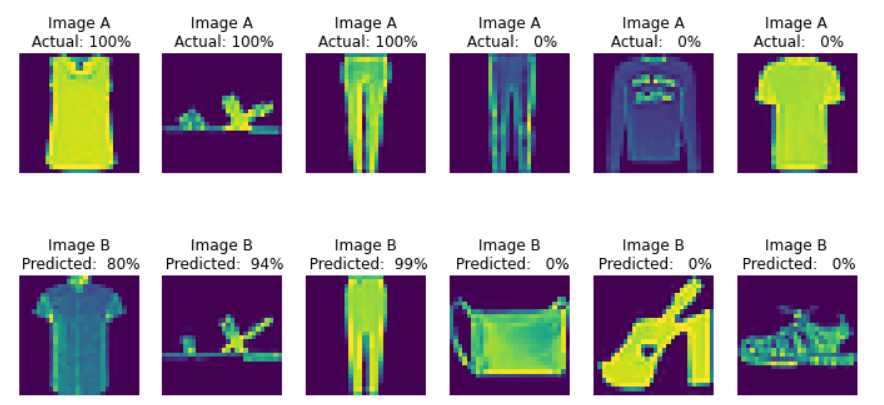 Image A Image A Image A Image A Image A Image A
Actual: 100% Actual: 100% Actual: 100% Actual: 0% Actual: 0% Actual: 0%
Image B Image B Image B Image B Image B Image B
Predicted: 80% Predicted: 94% Predicted: 99% Predicted: 0% Predicted: 0% Predicted: 0%